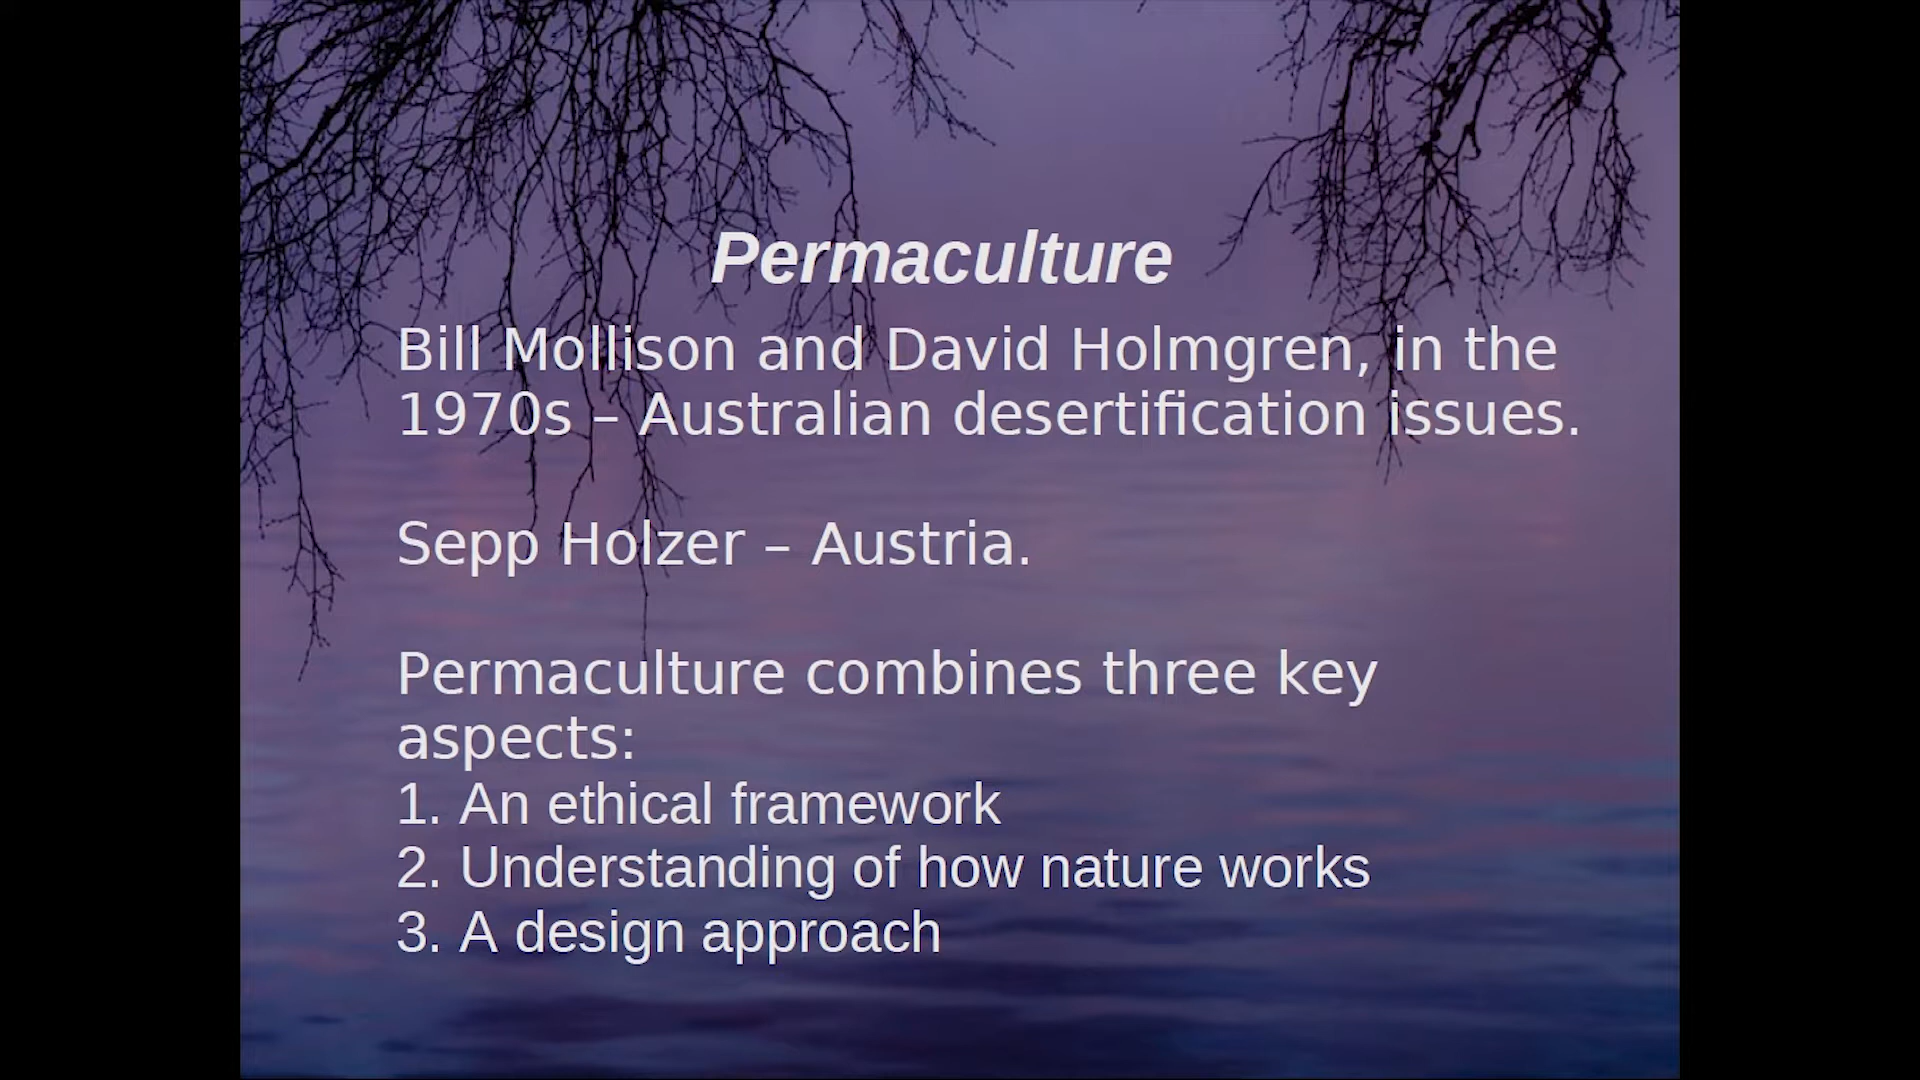 Permaculture
Bill Mollison and David Holmgren, in the
1970s – Australian desertification issues.
Sepp Holzer – Austria.
Permaculture combines three key
aspects:
1. An ethical framework
2. Understanding of how nature works
3. A design approach